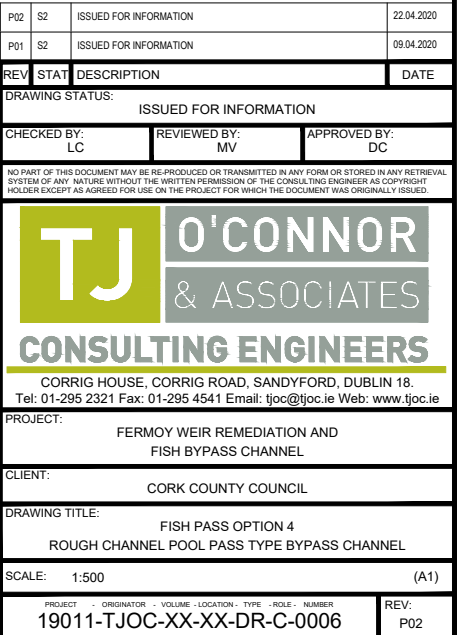 P02 S2 ISSUED FOR INFORMATION 22.04.2020
P01 S2 ISSUED FOR INFORMATION 09.04.2020
REV STAT DESCRIPTION DATE
DRAWING STATUS:
ISSUED FOR INFORMATION
CHECKED BY: REVIEWED BY: APPROVED BY:
LC MV DC
NO PART OF THIS DOCUMENT MAY BE RE-PRODUCED OR TRANSMITTED IN ANY FORM OR STORED IN ANY RETRIEVAL
SYSTEM OF ANY NATURE WITHOUT THE WRITTEN PERMISSION OF THE CONSULTING ENGINEER AS COPYRIGHT
HOLDER EXCEPT AS AGREED FOR USE ON THE PROJECT FOR WHICH THE DOCUMENT WAS ORIGINALLY ISSUED.
TJ O'CONNOR
& ASSOCIATES
CONSULTING ENGINEERS
CORRIG HOUSE, CORRIG ROAD, SANDYFORD, DUBLIN 18.
Tel: 01-295 2321 Fax: 01-295 4541 Email: tjoc@tjoc.ie Web: www.tjoc.ie
PROJECT:
FERMOY WEIR REMEDIATION AND
FISH BYPASS CHANNEL
CLIENT:
CORK COUNTY COUNCIL
DRAWING TITLE:
FISH PASS OPTION 4
ROUGH CHANNEL POOL PASS TYPE BYPASS CHANNEL
SCALE: 1:500 (A1)
PROJECT - ORIGINATOR - VOLUME - LOCATION - TYPE - ROLE - NUMBER REV:
19011-TJOC-XX-XX-DR-C-0006 P02